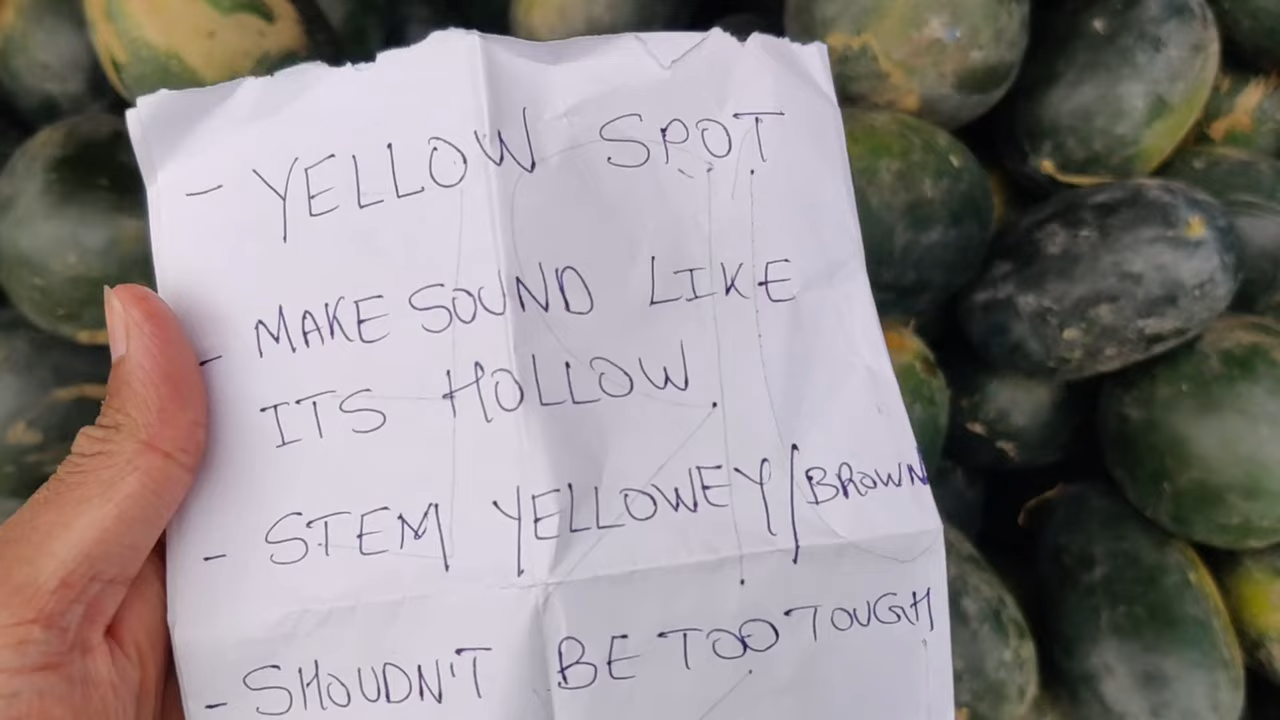 - YELLOW SPOT
- MAKE SOUND LIKE
ITS HOLLOW
- STEM YELLOWEY/BROWN
- SHOUDN'T BE TOO TOUGH